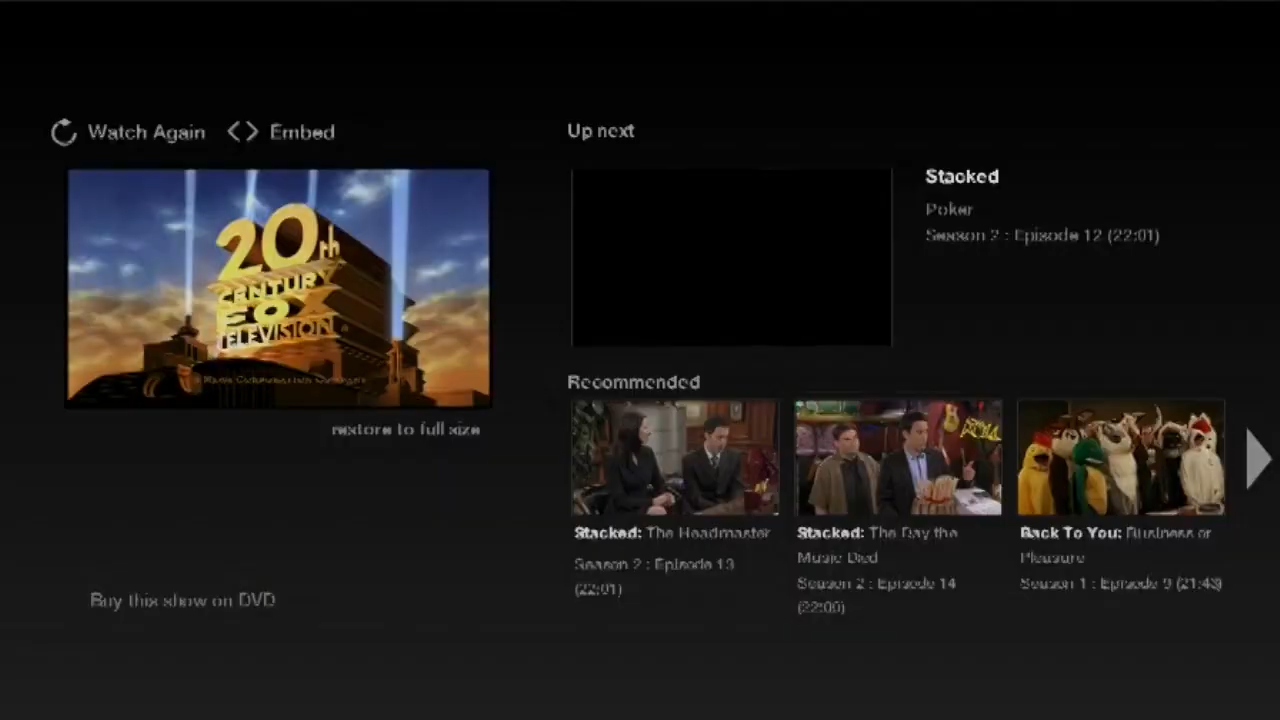 Watch Again
Embed
Up next
20th
CENTURY
FOX
TELEVISION
Stacked
Poker
Season 2 : Episode 12 (22:01)
restore to full size
Recommended
Stacked: The Headmaster
Season 2 : Episode 13
(22:01)
Stacked: The Day the
Music Died
Season 2 : Episode 14
(22:00)
Back To You: Business or
Pleasure
Season 1 : Episode 9 (21:43)
Buy this show on DVD